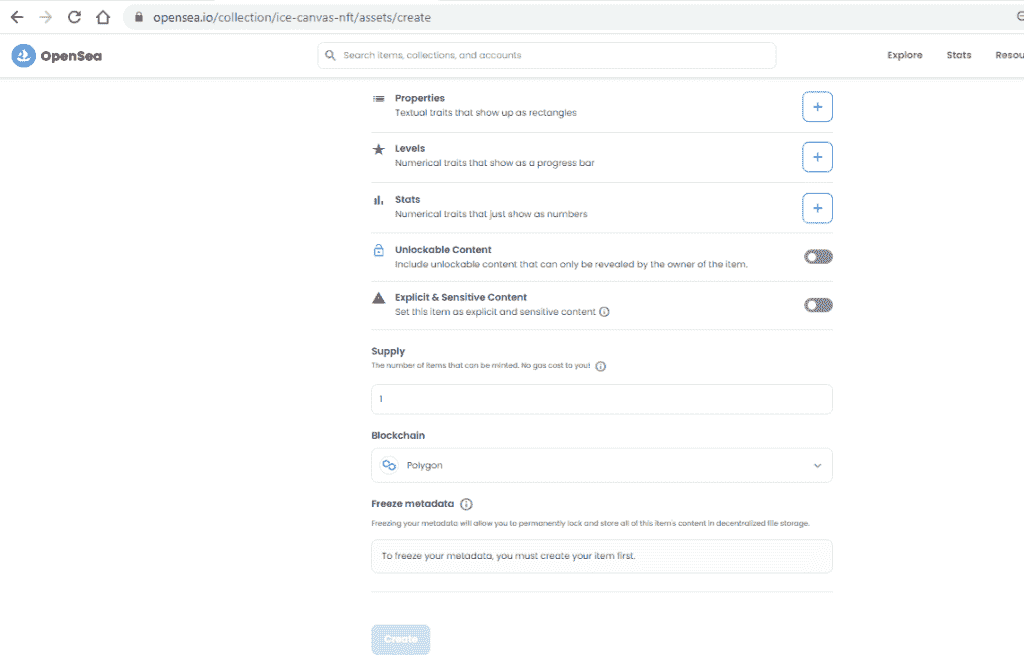 opensea.io/collection/ice-canvas-nft/assets/create
OpenSea
Search items, collections, and accounts
Explore
Stats
Resou
Properties
Textual traits that show up as rectangles
Levels
Numerical traits that show as a progress bar
Stats
Numerical traits that just show as numbers
Unlockable Content
Include unlockable content that can only be revealed by the owner of the item.
Explicit & Sensitive Content
Set this item as explicit and sensitive content
Supply
The number of items that can be minted. No gas cost to you!
1
Blockchain
Polygon
Freeze metadata
Freezing your metadata will allow you to permanently lock and store all of this item's content in decentralized file storage.
To freeze your metadata, you must create your item first.
Create